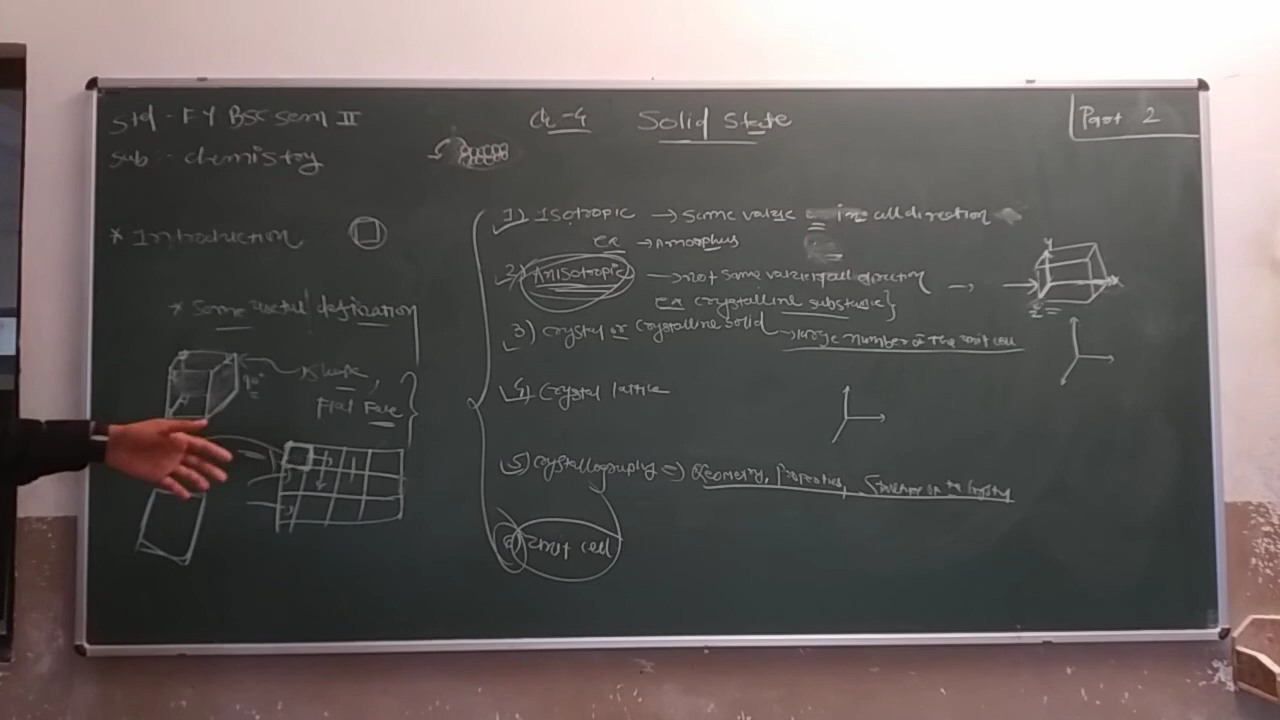 Std - FY BSC Sem II
Sub :- chemistry
Ch-4 Solid State
Part 2
* Introduction
* Some useful defination
90°
Shape,
Flat Face
1) Isotropic → same value in all direction
ex → Amorphus
2) Anisotropic → not same value all direction →
ex crystalline substance}
3) Crystal or crystalline solid → large number of the unit cell
4) Crystal lattice
5) crystallography => Geometry, Properties,
6) Unit cell